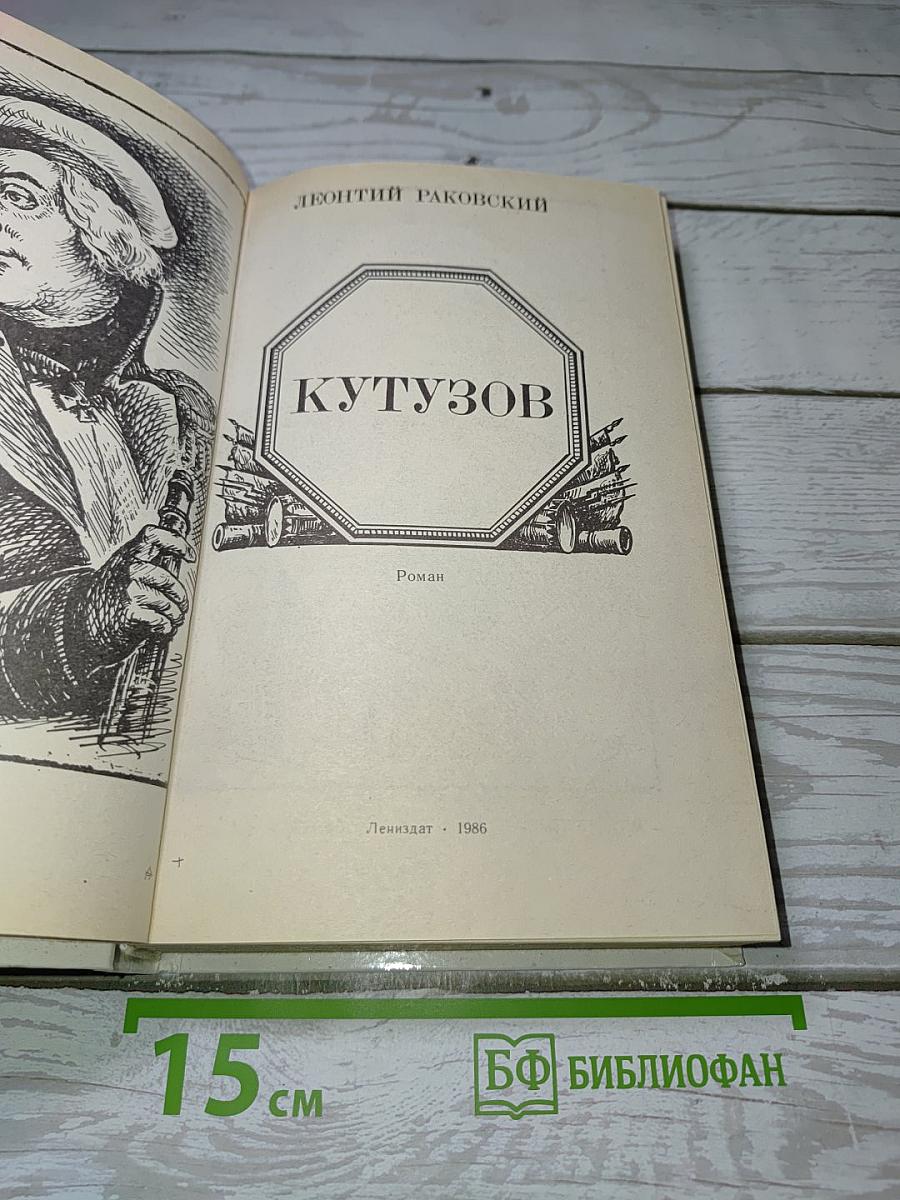 ЛЕОНТИЙ РАКОВСКИЙ
КУТУЗОВ
Роман
Лениздат · 1986
15 см
БФ БИБЛИОФАН